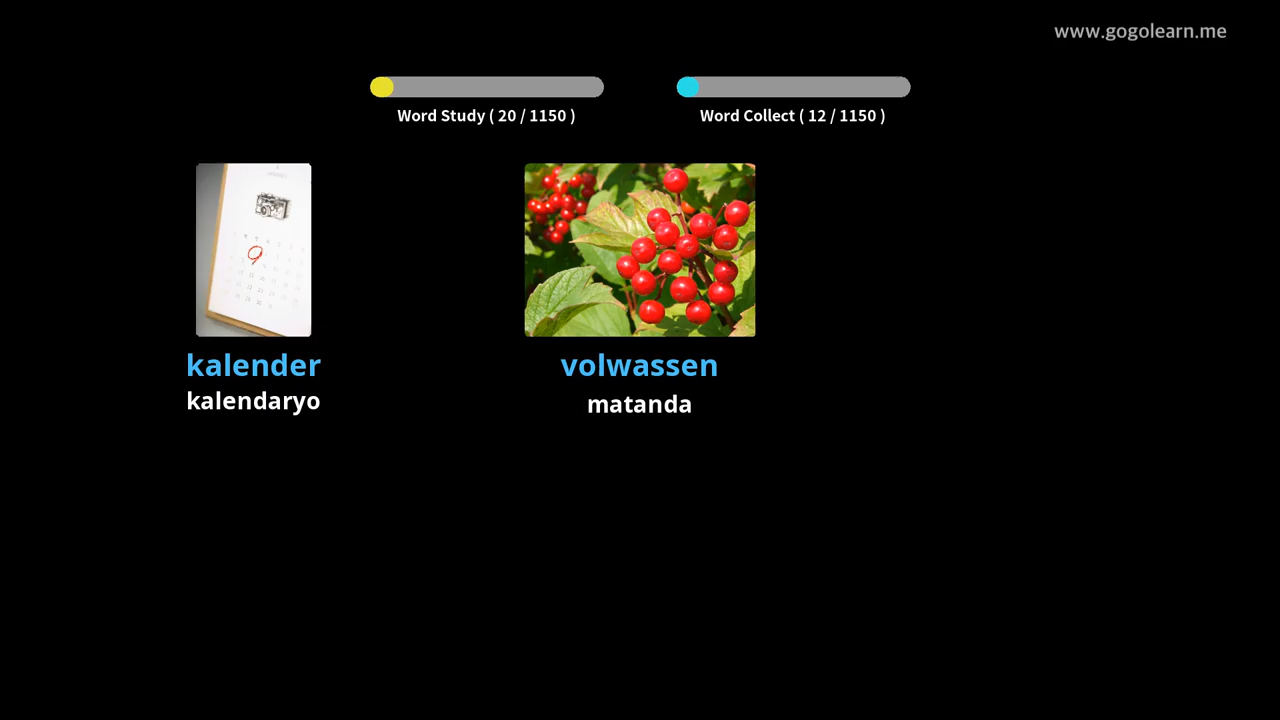 www.gogolearn.me
Word Study ( 20 / 1150 )
Word Collect ( 12 / 1150 )
kalender
kalendaryo
volwassen
matanda